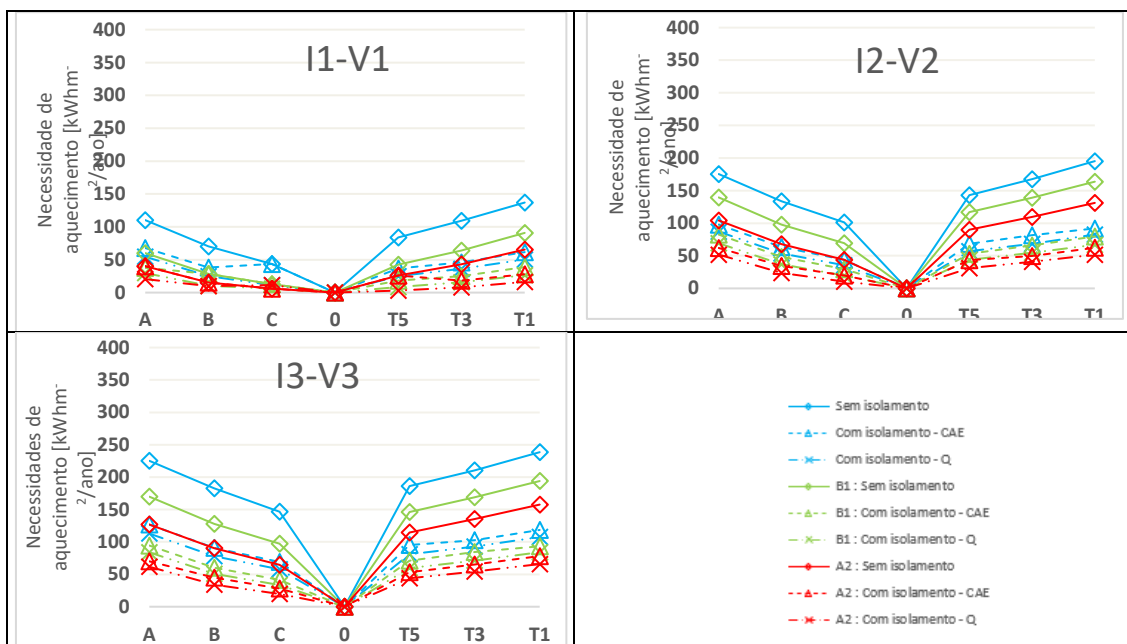 I1-V1
Necessidade de
aquecimento [kWhm-
2/ano]
400
350
300
250
200
150
100
50
0
A B C 0 T5 T3 T1
I2-V2
Necessidade de
aquecimento [kWhm-
2/ano]
400
350
300
250
200
150
100
50
0
A B C 0 T5 T3 T1
I3-V3
Necessidades de
aquecimento [kWhm-
2/ano]
400
350
300
250
200
150
100
50
0
A B C 0 T5 T3 T1
Sem isolamento
Com isolamento - CAE
Com isolamento - Q
B1 : Sem isolamento
B1 : Com isolamento - CAE
B1 : Com isolamento - Q
A2 : Sem isolamento
A2 : Com isolamento - CAE
A2 : Com isolamento - Q